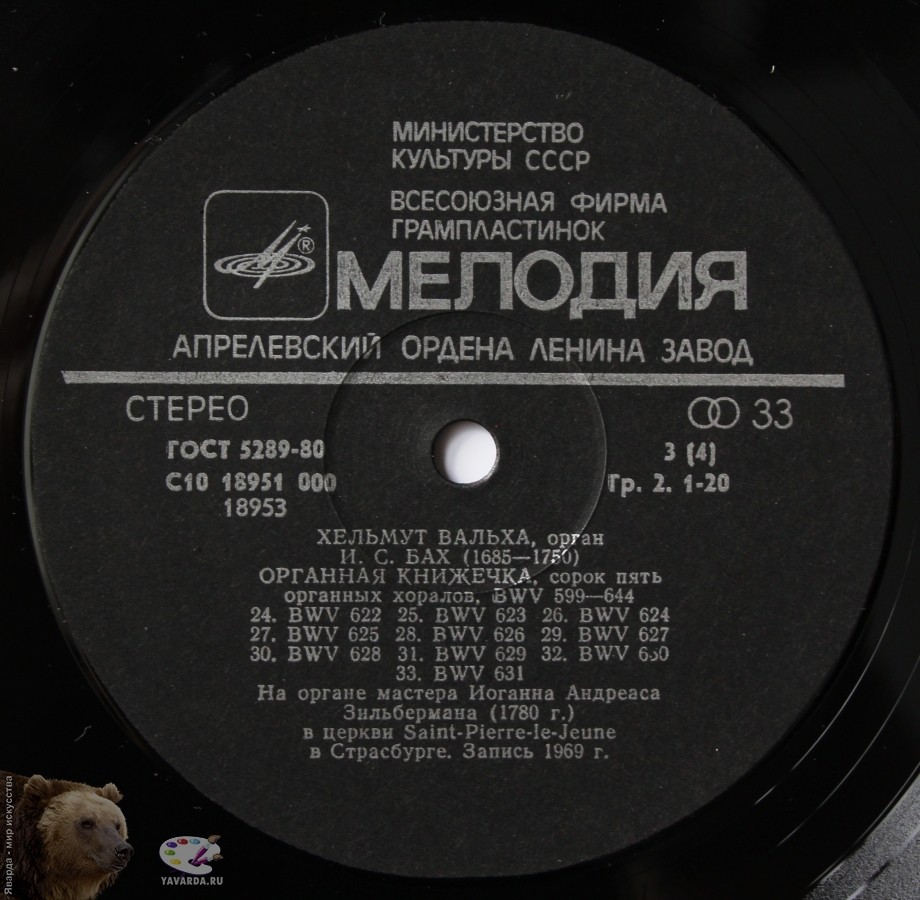 МИНИСТЕРСТВО
КУЛЬТУРЫ СССР
ВСЕСОЮЗНАЯ ФИРМА
ГРАМПЛАСТИНОК
®
МЕЛОДИЯ
АПРЕЛЕВСКИЙ ОРДЕНА ЛЕНИНА ЗАВОД
СТЕРЕО 33
ГОСТ 5289-80 3 (4)
С10 18951 000 Гр. 2. 1-20
18953
ХЕЛЬМУТ ВАЛЬХА, орган
И. С. БАХ (1685—1750)
ОРГАННАЯ КНИЖЕЧКА, сорок пять
органных хоралов, BWV 599—644
24. BWV 622 25. BWV 623 26. BWV 624
27. BWV 625 28. BWV 626 29. BWV 627
30. BWV 628 31. BWV 629 32. BWV 630
33. BWV 631
На органе мастера Иоганна Андреаса
Зильбермана (1780 г.)
в церкви Saint-Pierre-le-Jeune
в Страсбурге. Запись 1969 г.
Яварда - мир искусства
YAVARDA.RU